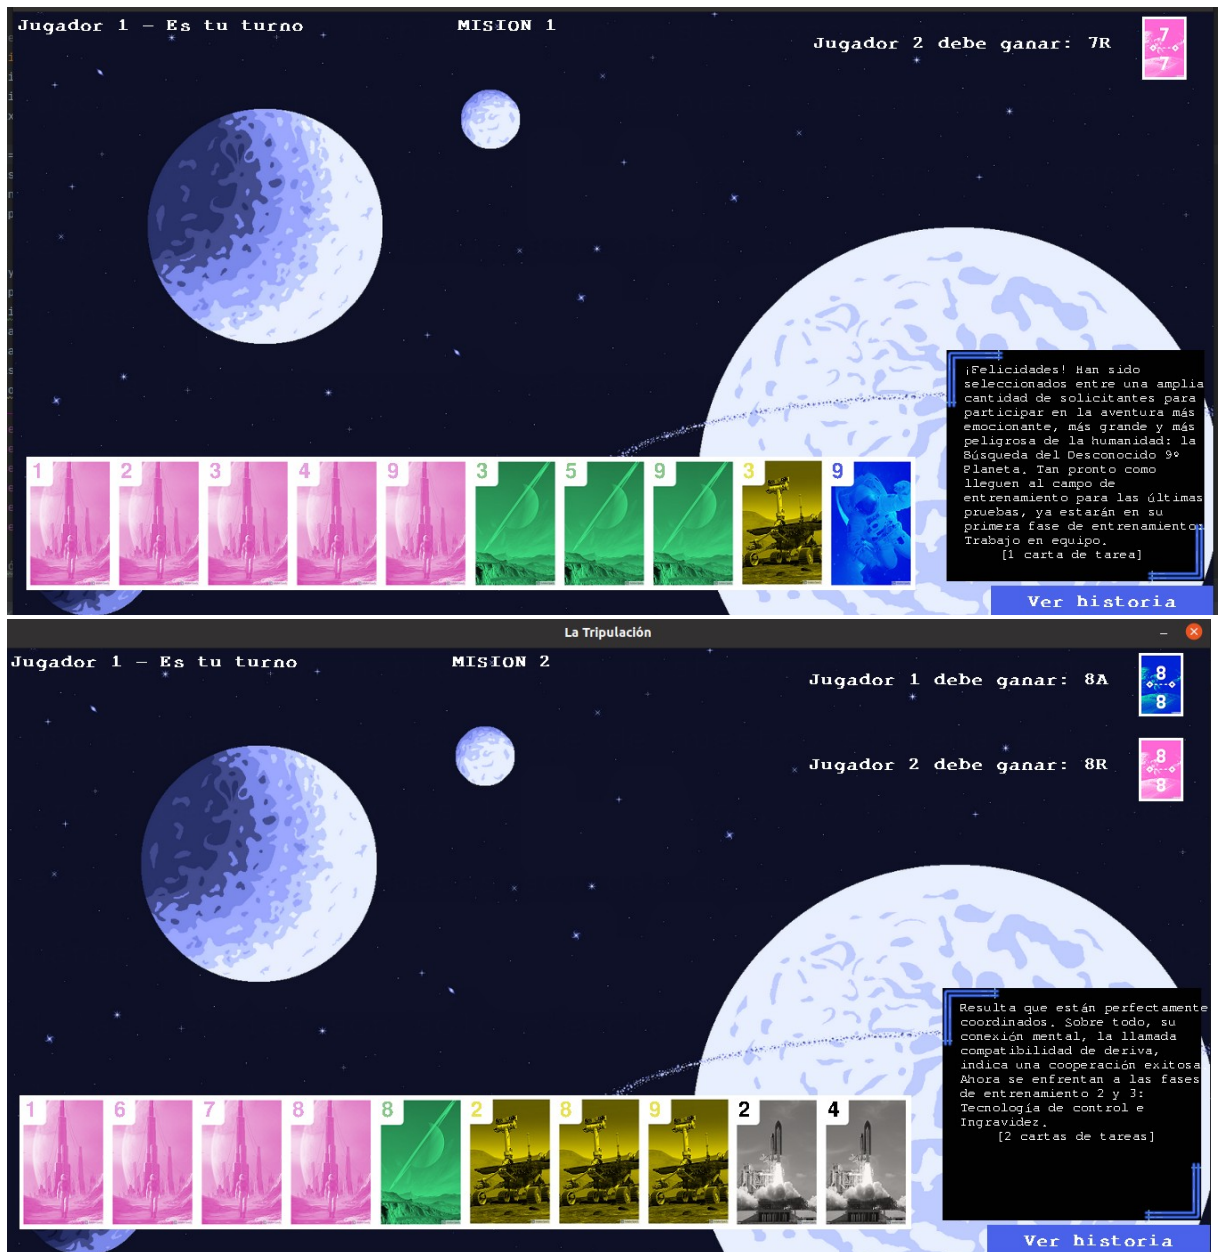 Jugador 1 - Es tu turno
MISION 1
Jugador 2 debe ganar: 7R
7
7
¡Felicidades! Han sido
seleccionados entre una amplia
cantidad de solicitantes para
participar en la aventura más
emocionante, más grande y más
peligrosa de la humanidad: la
Búsqueda del Desconocido 9º
Planeta. Tan pronto como
lleguen al campo de
entrenamiento para las últimas
pruebas, ya estarán en su
primera fase de entrenamiento:
Trabajo en equipo.
[1 carta de tarea]
1 2 3 4 9 3 5 9 3 9
Ver historia
La Tripulación
Jugador 1 - Es tu turno
MISION 2
Jugador 1 debe ganar: 8A
8
8
Jugador 2 debe ganar: 8R
8
8
Resulta que están perfectamente
coordinados. Sobre todo, su
conexión mental, la llamada
compatibilidad de deriva,
indica una cooperación exitosa
Ahora se enfrentan a las fases
de entrenamiento 2 y 3:
Tecnología de control e
Ingravidez.
[2 cartas de tareas]
1 6 7 8 8 2 8 9 2 4
Ver historia